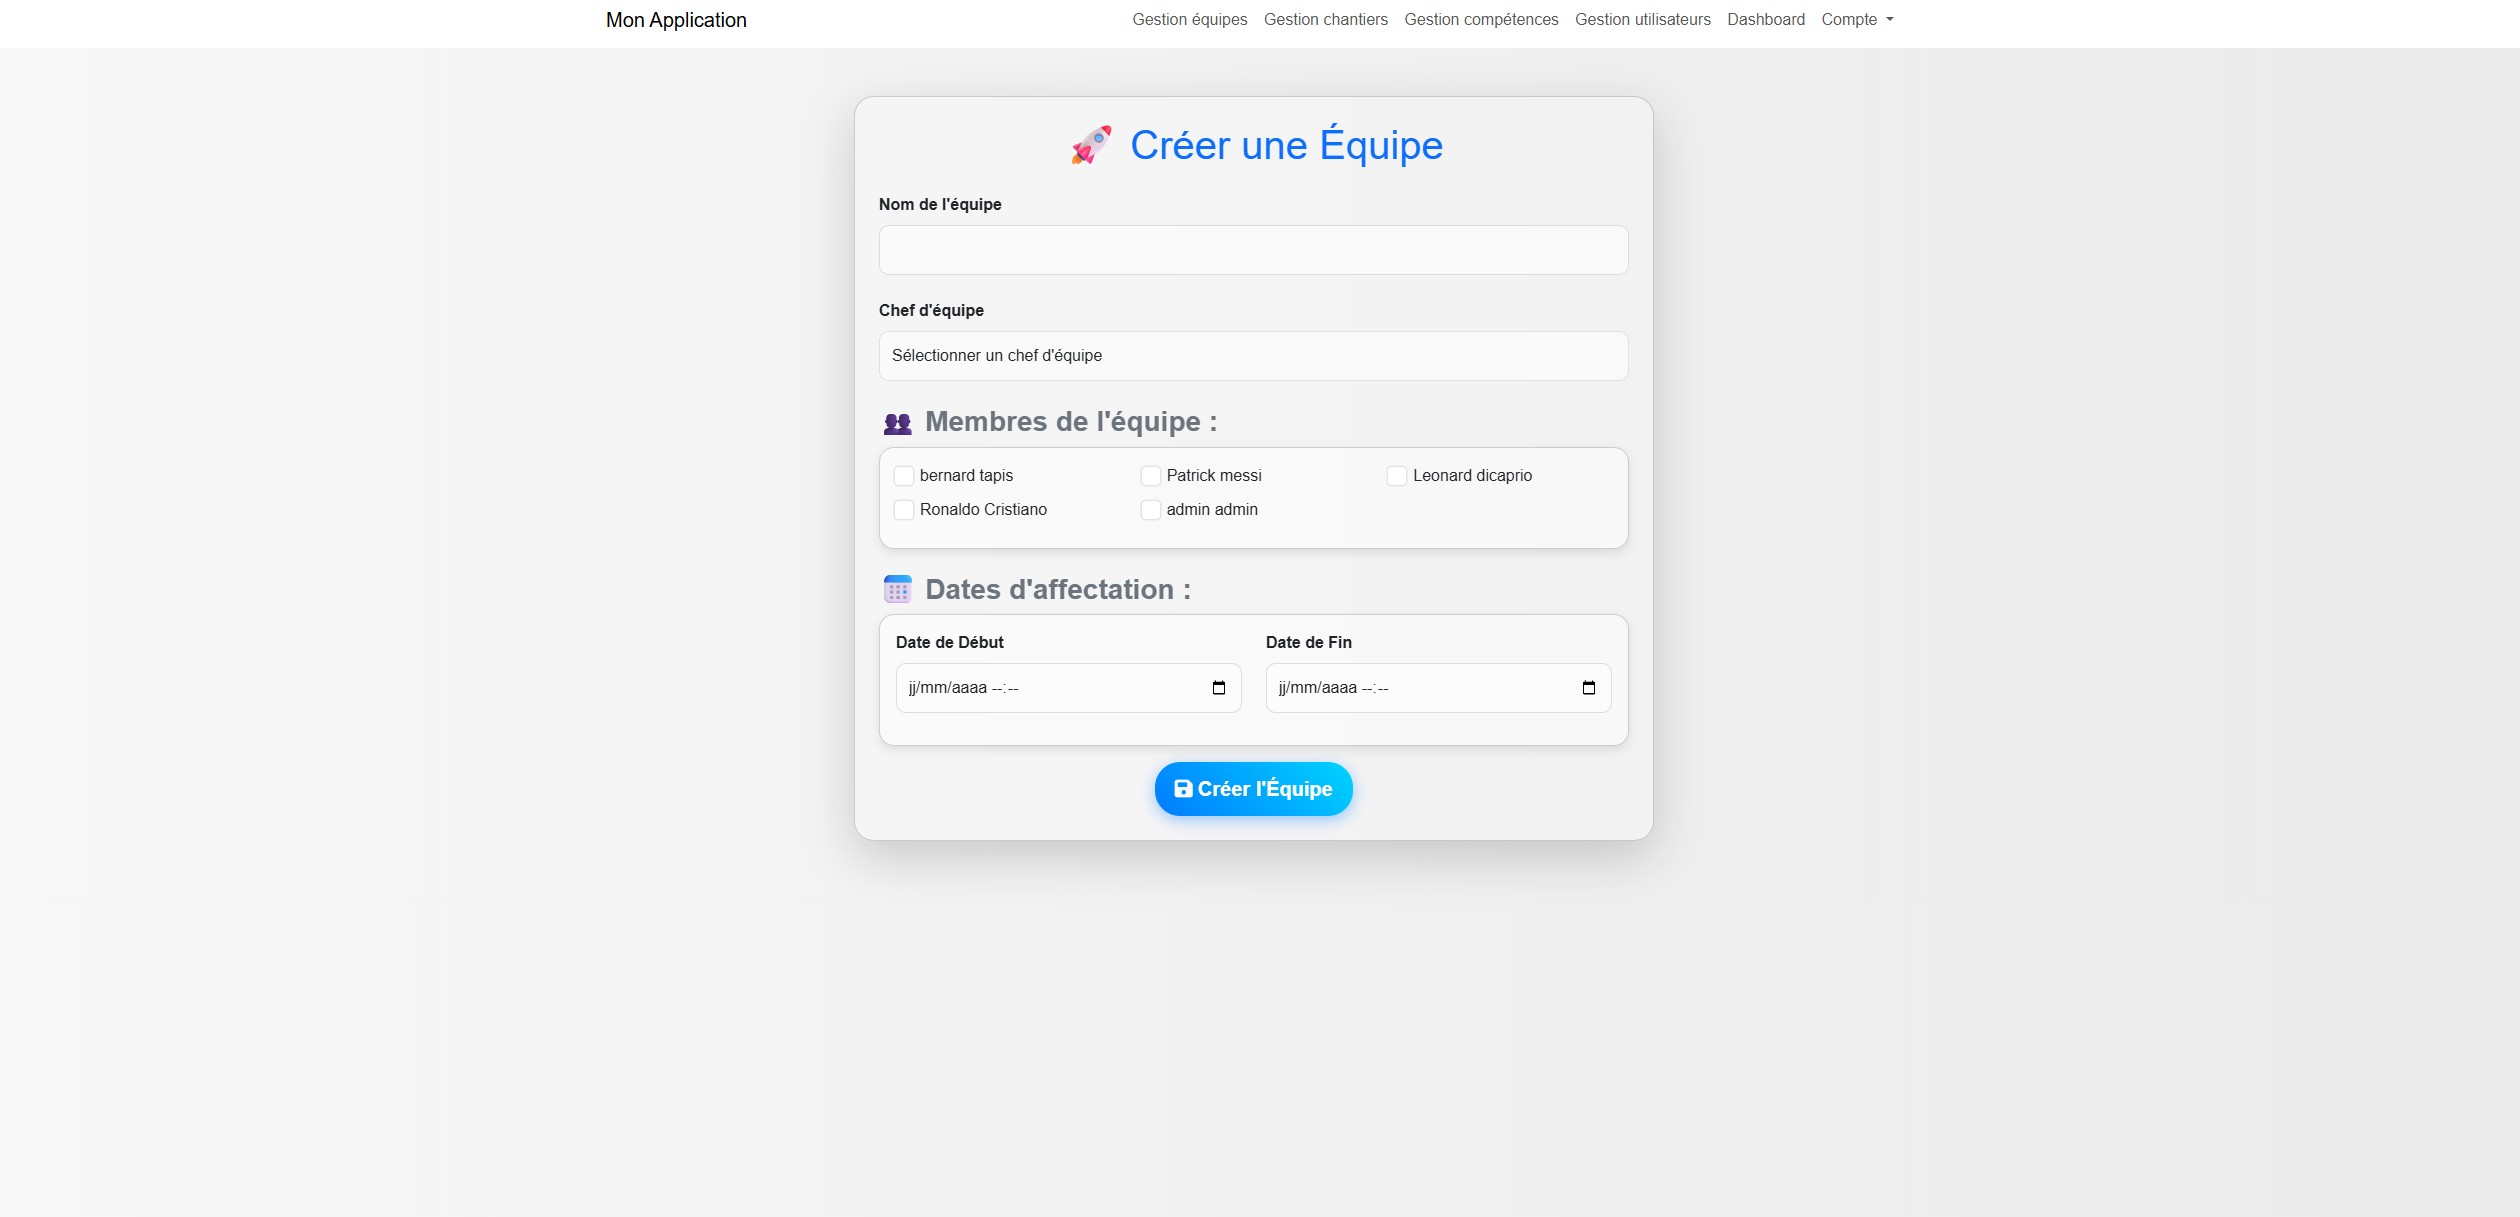 Mon Application
Gestion équipes Gestion chantiers Gestion compétences Gestion utilisateurs Dashboard Compte
Créer une Équipe
Nom de l'équipe
Chef d'équipe
Sélectionner un chef d'équipe
Membres de l'équipe :
bernard tapis Patrick messi Leonard dicaprio
Ronaldo Cristiano admin admin
Dates d'affectation :
Date de Début Date de Fin
jj/mm/aaaa --:-- jj/mm/aaaa --:--
Créer l'Équipe